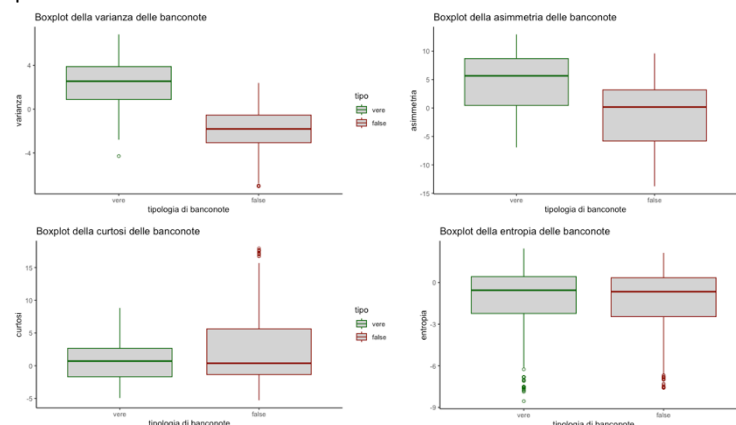 Boxplot della varianza delle banconote
4
0
-4
varianza
vere
false
tipologia di banconote
tipo
vere
false
Boxplot della asimmetria delle banconote
10
5
0
-5
-10
-15
asimmetria
vere
false
tipologia di banconote
Boxplot della curtosi delle banconote
15
10
5
0
-5
curtosi
vere
false
tipologia di banconote
tipo
vere
false
Boxplot della entropia delle banconote
0
-3
-6
-9
entropia
vere
false
tipologia di banconote